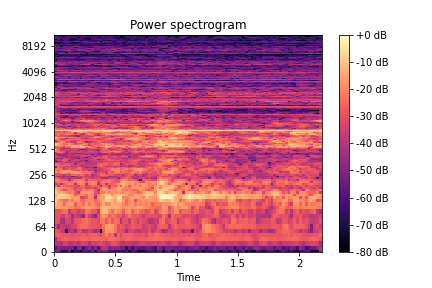 Power spectrogram
8192
4096
2048
1024
512
256
128
64
0
Hz
0
0.5
1
1.5
2
Time
+0 dB
-10 dB
-20 dB
-30 dB
-40 dB
-50 dB
-60 dB
-70 dB
-80 dB